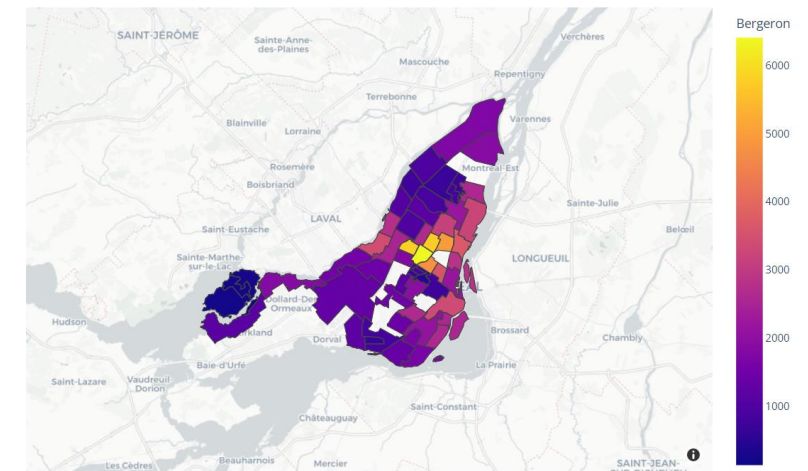 Bergeron
SAINT-JÉRÔME
Sainte-Anne-
des-Plaines
Verchères
Mascouche
Repentigny
6000
Terrebonne
Blainville
Lorraine
Varennes
5000
Rosemère
Montréal-Est
Boisbriand
4000
Sainte-Julie
LAVAL
Saint-Eustache
Belœil
Sainte-Marthe-
sur-le-Lac
LONGUEUIL
3000
Dollard-Des
Ormeaux
Hudson
rkland
Dorval
Brossard
Chambly
2000
Baie-d'Urfé
La Prairie
Saint-Lazare
Vaudreuil
Dorion
Saint-Constant
1000
Châteauguay
Beauharnois
Mercier
Les Cèdres
SAINT-JEAN-